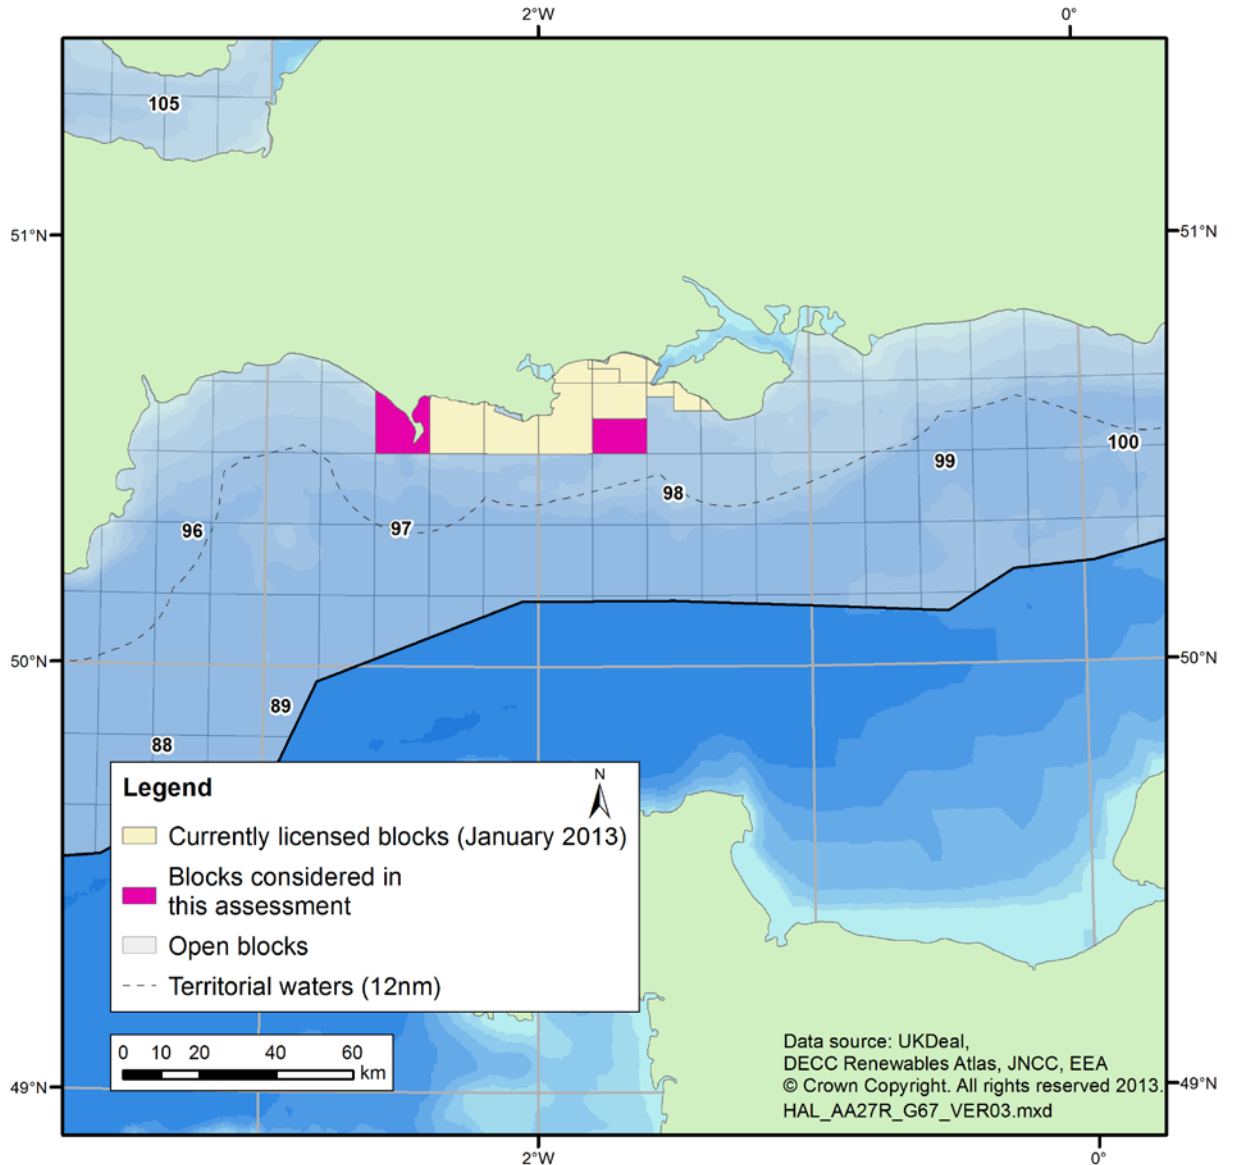 2°W
0°
105
51°N
51°N
100
99
98
97
96
50°N
50°N
89
88
Legend
N
Currently licensed blocks (January 2013)
Blocks considered in
this assessment
Open blocks
Territorial waters (12nm)
0 10 20 40 60
km
Data source: UKDeal,
DECC Renewables Atlas, JNCC, EEA
© Crown Copyright. All rights reserved 2013.
HAL_AA27R_G67_VER03.mxd
49°N
49°N
2°W
0°